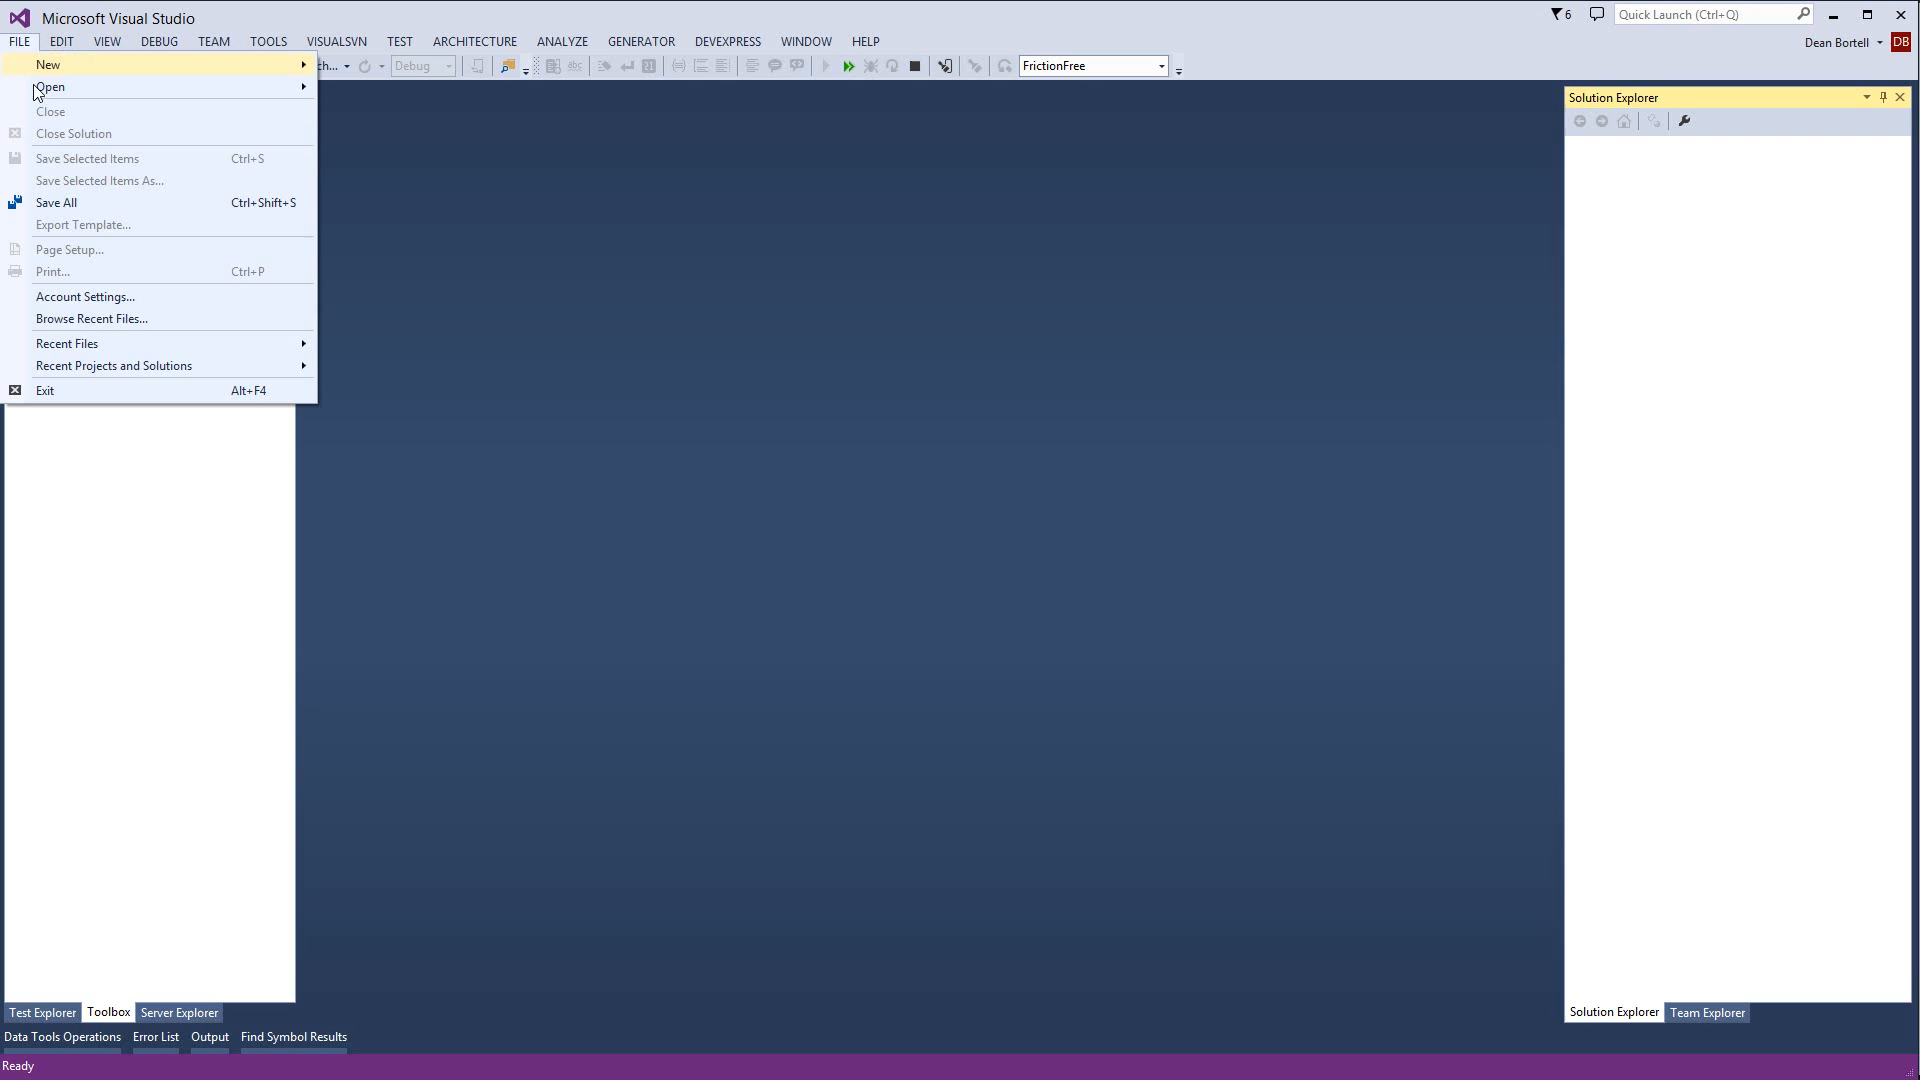 Microsoft Visual Studio
6
Quick Launch (Ctrl+Q)
FILE EDIT VIEW DEBUG TEAM TOOLS VISUALSVN TEST ARCHITECTURE ANALYZE GENERATOR DEVEXPRESS WINDOW HELP
Dean Bortell DB
ch... Debug abc FrictionFree
New
Open
Close
Close Solution
Save Selected Items Ctrl+S
Save Selected Items As...
Save All Ctrl+Shift+S
Export Template...
Page Setup...
Print... Ctrl+P
Account Settings...
Browse Recent Files...
Recent Files
Recent Projects and Solutions
Exit Alt+F4
Solution Explorer
Test Explorer Toolbox Server Explorer
Solution Explorer Team Explorer
Data Tools Operations Error List Output Find Symbol Results
Ready